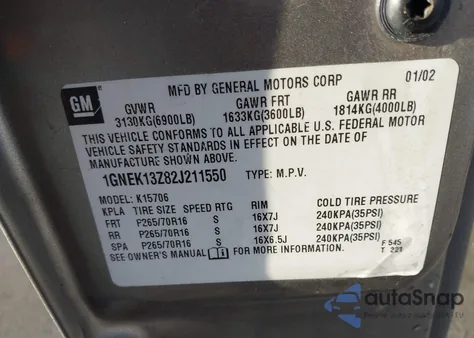 GM
MFD BY GENERAL MOTORS CORP 01/02
GVWR GAWR FRT GAWR RR
3130KG(6900LB) 1633KG(3600LB) 1814KG(4000LB)
THIS VEHICLE CONFORMS TO ALL APPLICABLE U.S. FEDERAL MOTOR
VEHICLE SAFETY STANDARDS IN EFFECT ON THE DATE OF
MANUFACTURE SHOWN ABOVE.
1GNEK13Z82J211550 TYPE: M.P.V.
MODEL: K15706
KPLA TIRE SIZE SPEED RTG RIM COLD TIRE PRESSURE
FRT P265/70R16 S 16X7J 240KPA(35PSI)
RR P265/70R16 S 16X7J 240KPA(35PSI)
SPA P265/70R16 S 16X6.5J 240KPA(35PSI)
SEE OWNER'S MANUAL FOR MORE INFORMATION.
F 545
T 221
autoSnap